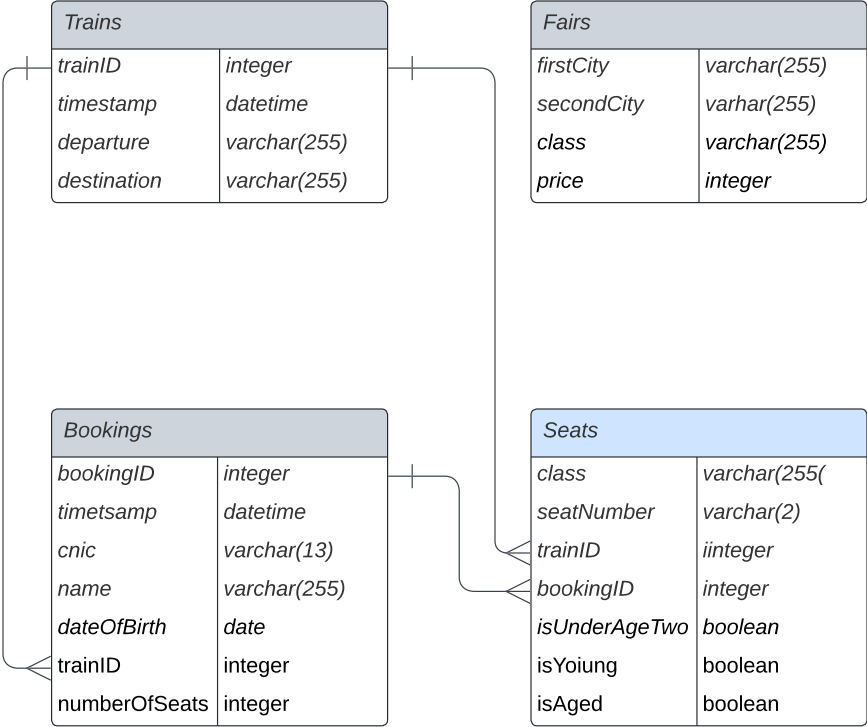 Trains
trainID integer
timestamp datetime
departure varchar(255)
destination varchar(255)
Fairs
firstCity varchar(255)
secondCity varhar(255)
class varchar(255)
price integer
Bookings
bookingID integer
timetsamp datetime
cnic varchar(13)
name varchar(255)
dateOfBirth date
trainID integer
numberOfSeats integer
Seats
class varchar(255(
seatNumber varchar(2)
trainID iinteger
bookingID integer
isUnderAgeTwo boolean
isYoiung boolean
isAged boolean